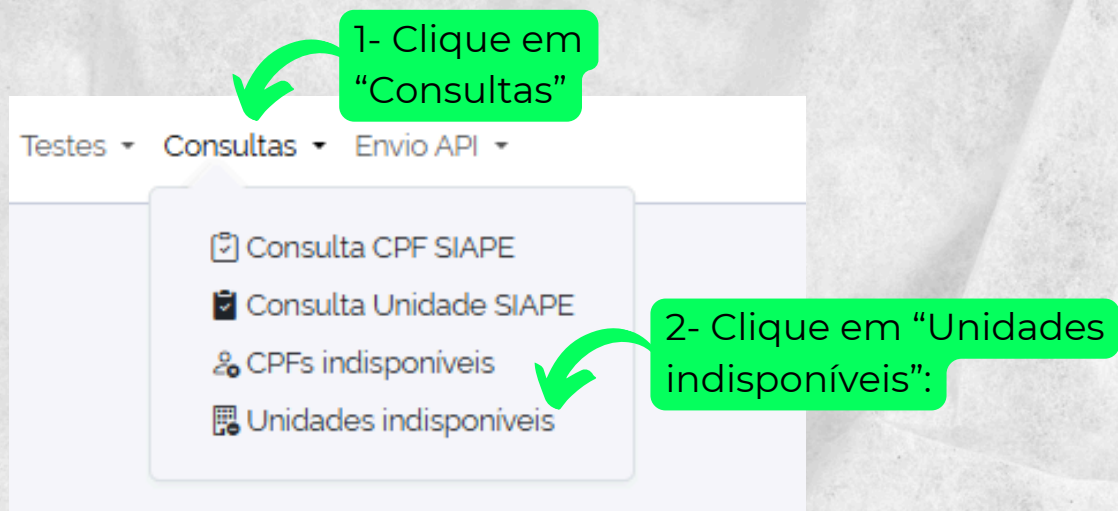 1- Clique em
“Consultas”
Testes Consultas Envio API
Consulta CPF SIAPE
Consulta Unidade SIAPE
CPFs indisponíveis
Unidades indisponíveis
2- Clique em “Unidades
indisponíveis”: